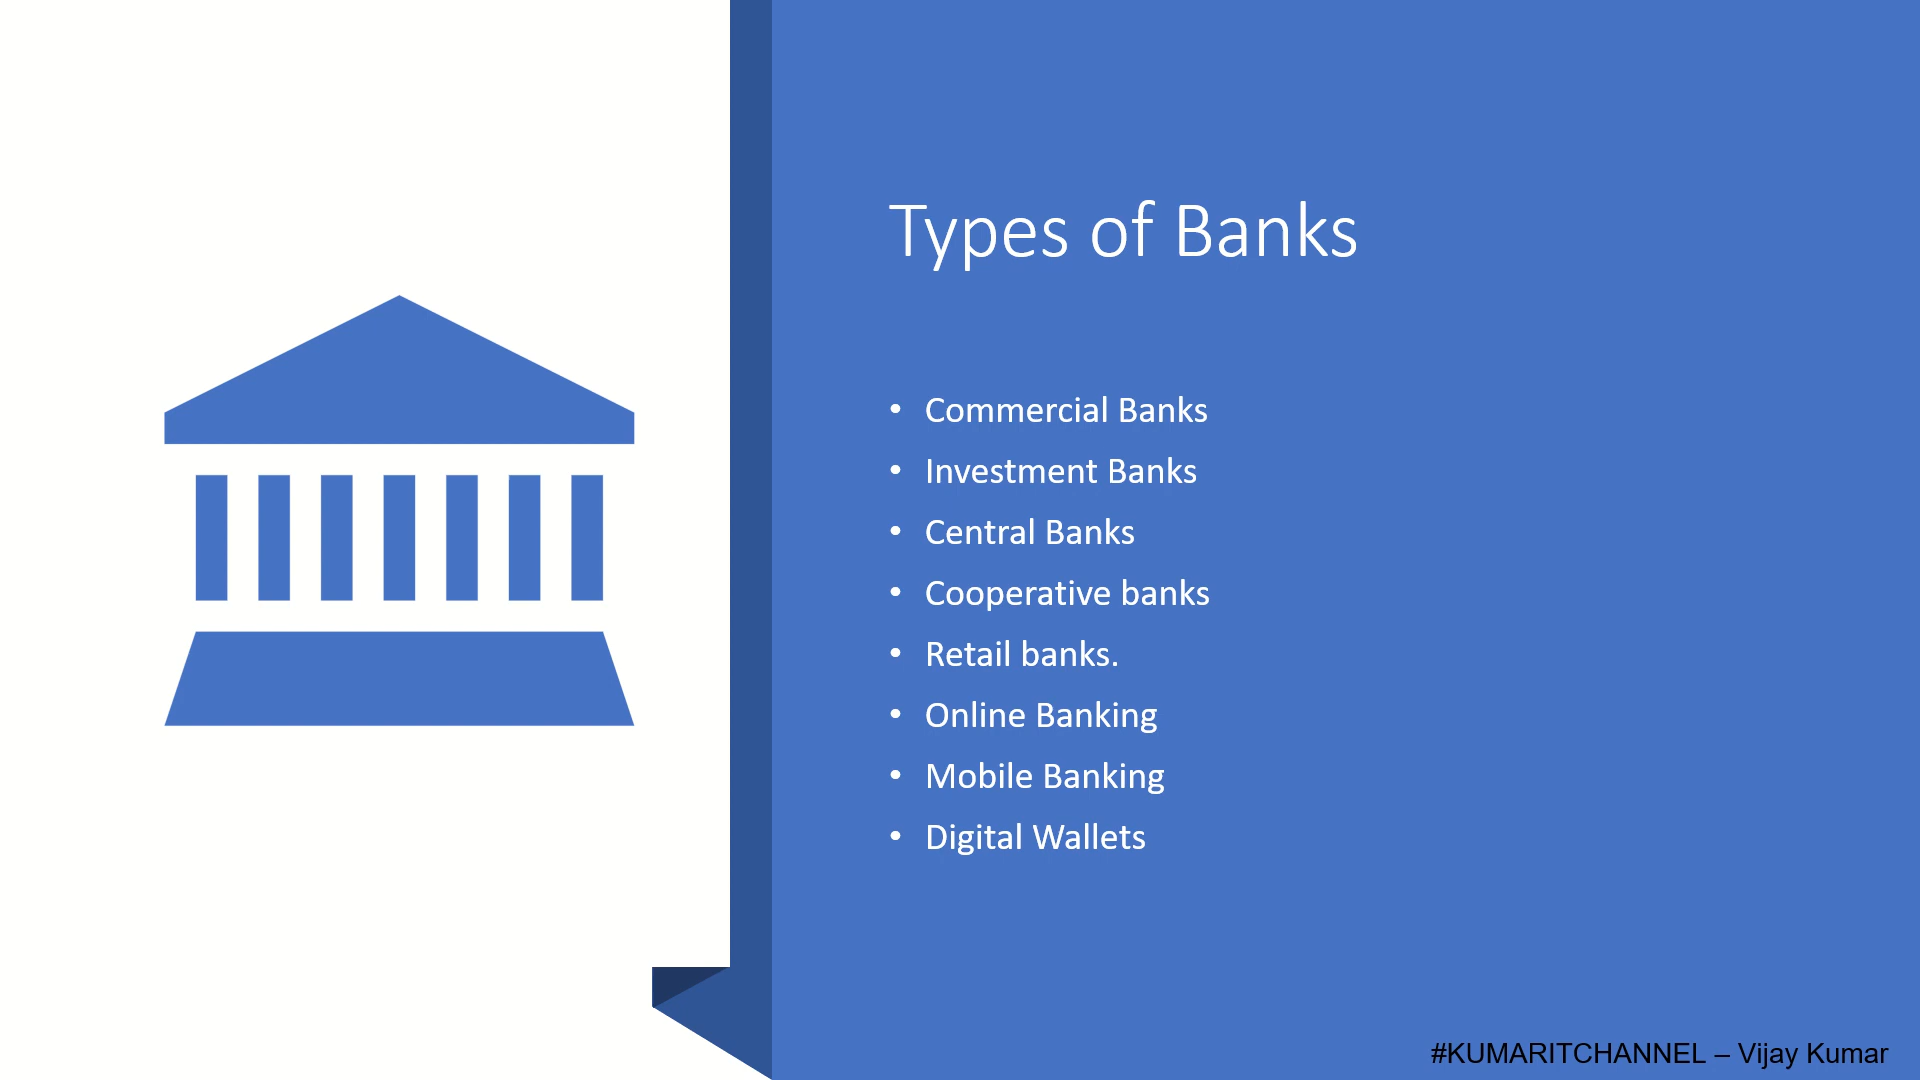 Types of Banks
• Commercial Banks
• Investment Banks
• Central Banks
• Cooperative banks
• Retail banks.
• Online Banking
• Mobile Banking
• Digital Wallets
#KUMARITCHANNEL – Vijay Kumar